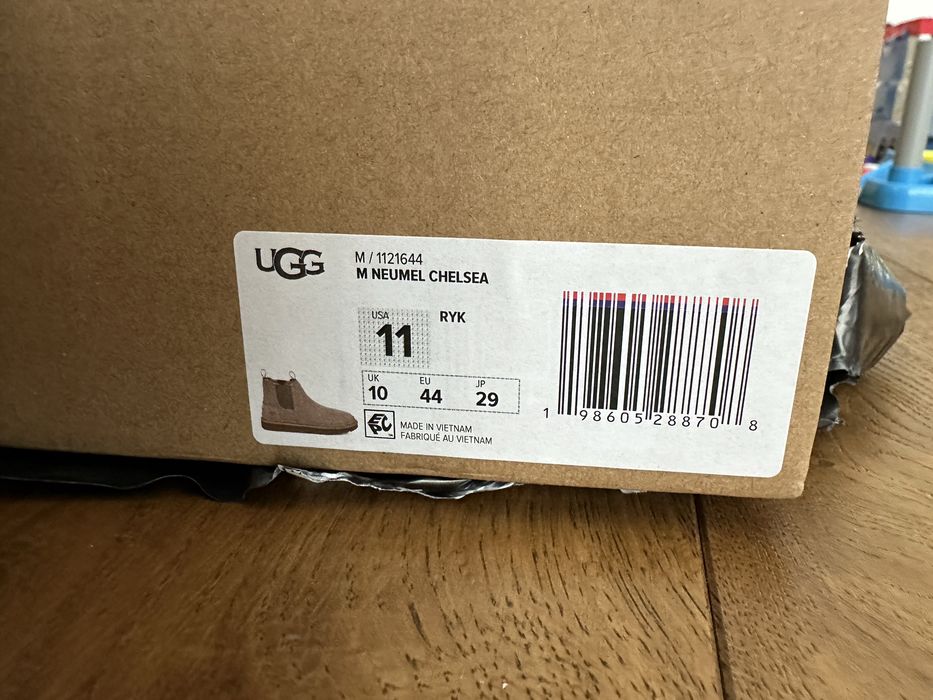 UGG
M / 1121644
M NEUMEL CHELSEA
USA
11
RYK
UK
10
EU
44
JP
29
MADE IN VIETNAM
FABRIQUÉ AU VIETNAM
1 98605 28870 8